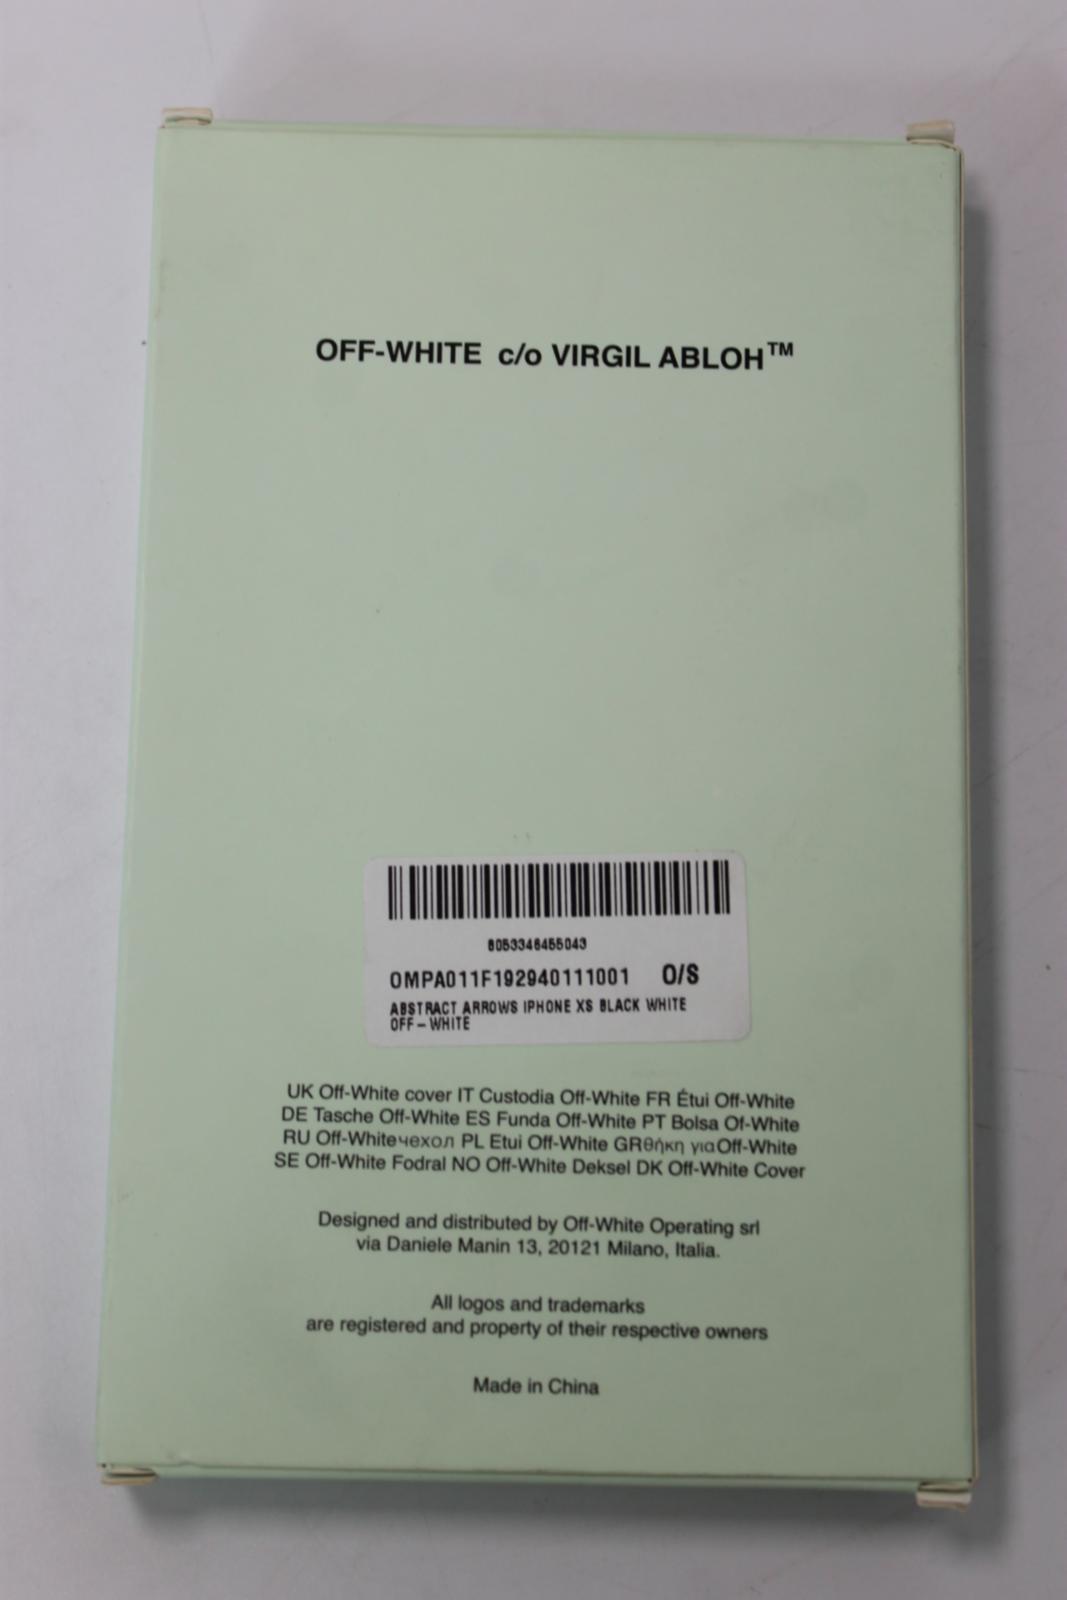 OFF-WHITE c/o VIRGIL ABLOH™
8053346455043
OMPA011F192940111001 O/S
ABSTRACT ARROWS IPHONE XS BLACK WHITE
OFF-WHITE
UK Off-White cover IT Custodia Off-White FR Étui Off-White
DE Tasche Off-White ES Funda Off-White PT Bolsa Of-White
RU Off-Whiteчехол PL Etui Off-White GRθήκη γιαOff-White
SE Off-White Fodral NO Off-White Deksel DK Off-White Cover
Designed and distributed by Off-White Operating srl
via Daniele Manin 13, 20121 Milano, Italia.
All logos and trademarks
are registered and property of their respective owners
Made in China